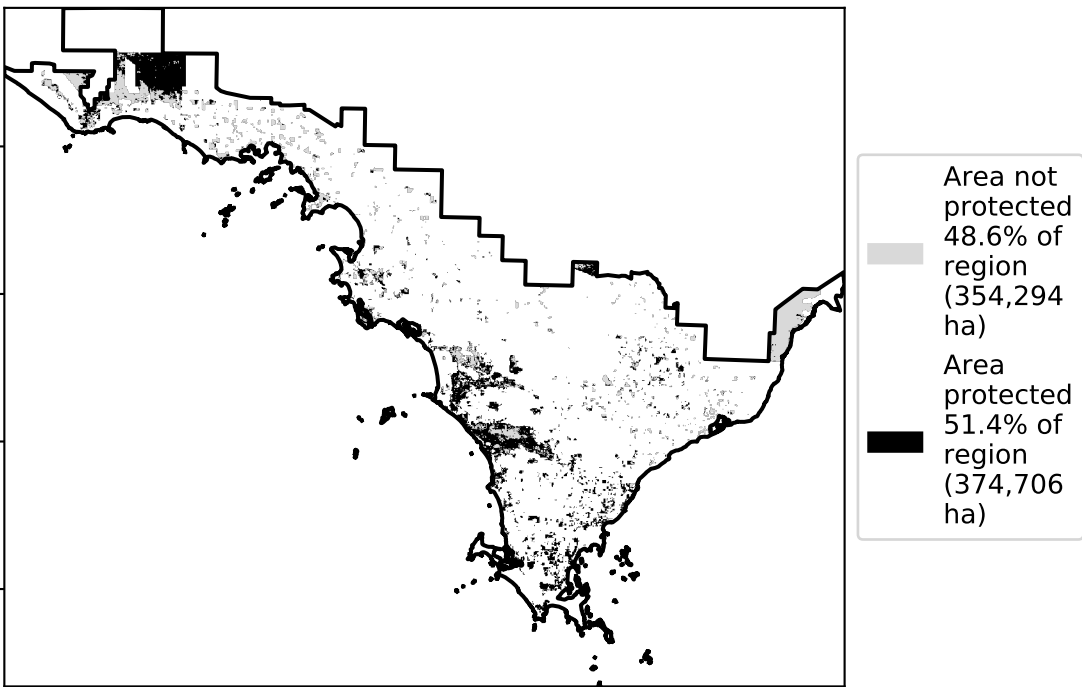 Area not
protected
48.6% of
region
(354,294
ha)
Area
protected
51.4% of
region
(374,706
ha)